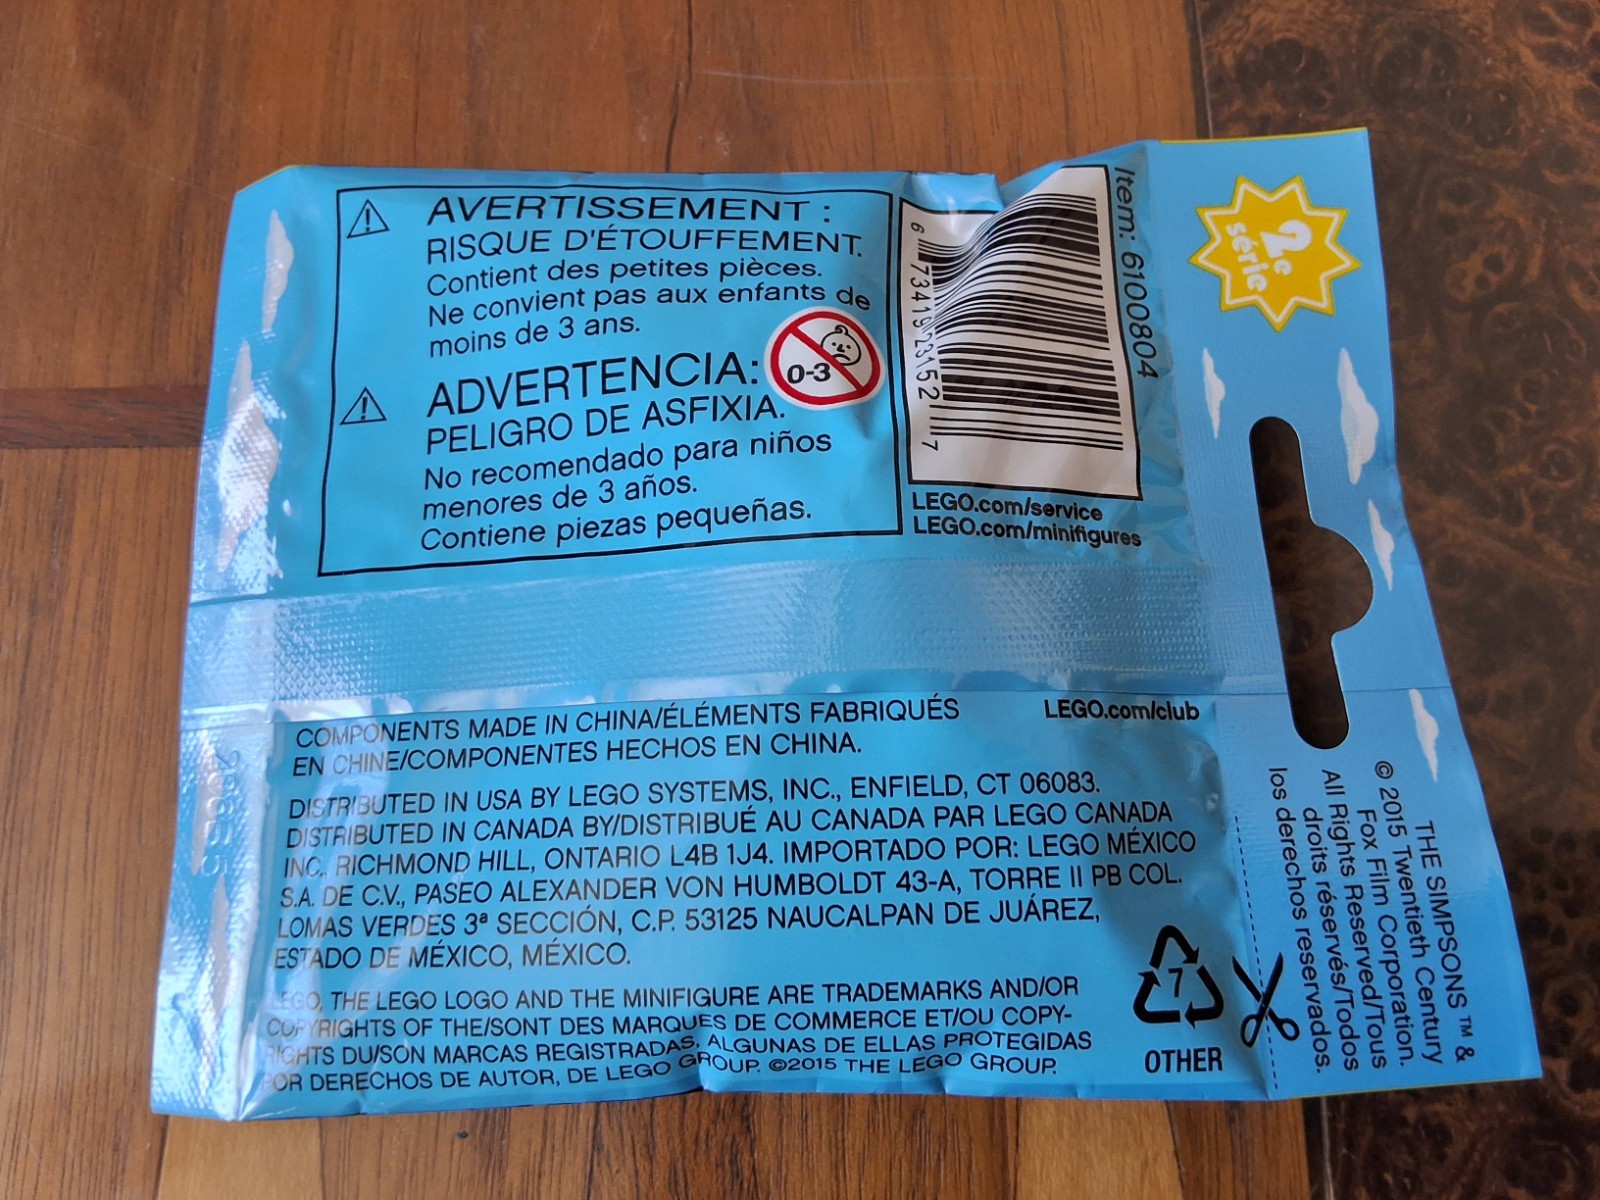 AVERTISSEMENT :
RISQUE D'ÉTOUFFEMENT.
Contient des petites pièces.
Ne convient pas aux enfants de
moins de 3 ans.
0-3
ADVERTENCIA:
PELIGRO DE ASFIXIA.
No recomendado para niños
menores de 3 años.
Contiene piezas pequeñas.
6 73419 23152 7
Item: 6100804
LEGO.com/service
LEGO.com/minifigures
2e
série
COMPONENTS MADE IN CHINA/ÉLÉMENTS FABRIQUÉS
EN CHINE/COMPONENTES HECHOS EN CHINA.
LEGO.com/club
DISTRIBUTED IN USA BY LEGO SYSTEMS, INC., ENFIELD, CT 06083.
DISTRIBUTED IN CANADA BY/DISTRIBUÉ AU CANADA PAR LEGO CANADA
INC., RICHMOND HILL, ONTARIO L4B 1J4. IMPORTADO POR: LEGO MÉXICO
S.A. DE C.V., PASEO ALEXANDER VON HUMBOLDT 43-A, TORRE II PB COL.
LOMAS VERDES 3ª SECCIÓN, C.P. 53125 NAUCALPAN DE JUÁREZ,
ESTADO DE MÉXICO, MÉXICO.
LEGO, THE LEGO LOGO AND THE MINIFIGURE ARE TRADEMARKS AND/OR
COPYRIGHTS OF THE/SONT DES MARQUES DE COMMERCE ET/OU COPY-
RIGHTS DU/SON MARCAS REGISTRADAS, ALGUNAS DE ELLAS PROTEGIDAS
POR DERECHOS DE AUTOR, DE LEGO GROUP. ©2015 THE LEGO GROUP.
7
OTHER
THE SIMPSONS ™ &
© 2015 Twentieth Century
Fox Film Corporation.
All Rights Reserved/Tous
droits réservés/Todos
los derechos reservados.